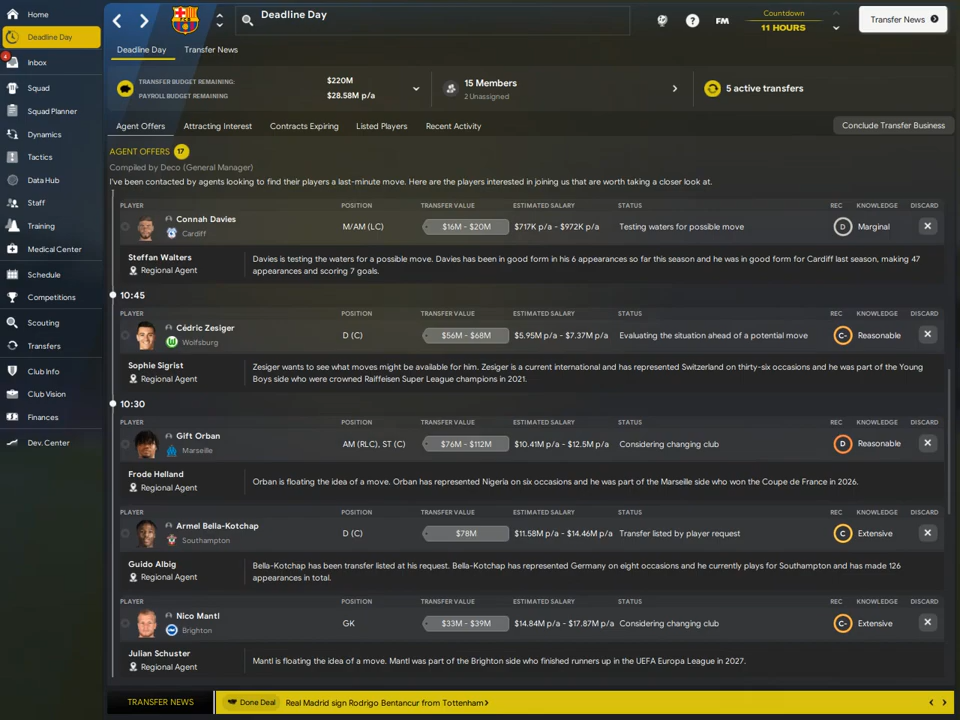 Home
Deadline Day
4
Inbox
Squad
Squad Planner
Dynamics
Tactics
Data Hub
Staff
Training
Medical Center
Schedule
Competitions
Scouting
Transfers
Club Info
Club Vision
Finances
Dev. Center
Deadline Day
? FM
Countdown
11 HOURS
Transfer News
Deadline Day Transfer News
TRANSFER BUDGET REMAINING: $220M
PAYROLL BUDGET REMAINING $28.58M p/a
15 Members
2 Unassigned
5 active transfers
Agent Offers Attracting Interest Contracts Expiring Listed Players Recent Activity Conclude Transfer Business
AGENT OFFERS 17
Compiled by Deco (General Manager)
I've been contacted by agents looking to find their players a last-minute move. Here are the players interested in joining us that are worth taking a closer look at.
PLAYER POSITION TRANSFER VALUE ESTIMATED SALARY STATUS REC KNOWLEDGE DISCARD
Connah Davies
Cardiff
M/AM (LC) $16M - $20M $717K p/a - $972K p/a Testing waters for possible move D Marginal
Steffan Walters
Regional Agent
Davies is testing the waters for a possible move. Davies has been in good form in his 6 appearances so far this season and he was in good form for Cardiff last season, making 47
appearances and scoring 7 goals.
10:45
PLAYER POSITION TRANSFER VALUE ESTIMATED SALARY STATUS REC KNOWLEDGE DISCARD
Cédric Zesiger
Wolfsburg
D (C) $56M - $68M $5.95M p/a - $7.37M p/a Evaluating the situation ahead of a potential move C- Reasonable
Sophie Sigrist
Regional Agent
Zesiger wants to see what moves might be available for him. Zesiger is a current international and has represented Switzerland on thirty-six occasions and he was part of the Young
Boys side who were crowned Raiffeisen Super League champions in 2021.
10:30
PLAYER POSITION TRANSFER VALUE ESTIMATED SALARY STATUS REC KNOWLEDGE DISCARD
Gift Orban
Marseille
AM (RLC), ST (C) $76M - $112M $10.41M p/a - $12.5M p/a Considering changing club D Reasonable
Frode Helland
Regional Agent
Orban is floating the idea of a move. Orban has represented Nigeria on six occasions and he was part of the Marseille side who won the Coupe de France in 2026.
PLAYER POSITION TRANSFER VALUE ESTIMATED SALARY STATUS REC KNOWLEDGE DISCARD
Armel Bella-Kotchap
Southampton
D (C) $78M $11.58M p/a - $14.46M p/a Transfer listed by player request C Extensive
Guido Albig
Regional Agent
Bella-Kotchap has been transfer listed at his request. Bella-Kotchap has represented Germany on eight occasions and he currently plays for Southampton and has made 126
appearances in total.
PLAYER POSITION TRANSFER VALUE ESTIMATED SALARY STATUS REC KNOWLEDGE DISCARD
Nico Mantl
Brighton
GK $33M - $39M $14.84M p/a - $17.87M p/a Considering changing club C- Extensive
Julian Schuster
Regional Agent
Mantl is floating the idea of a move. Mantl was part of the Brighton side who finished runners up in the UEFA Europa League in 2027.
TRANSFER NEWS Done Deal Real Madrid sign Rodrigo Bentancur from Tottenham